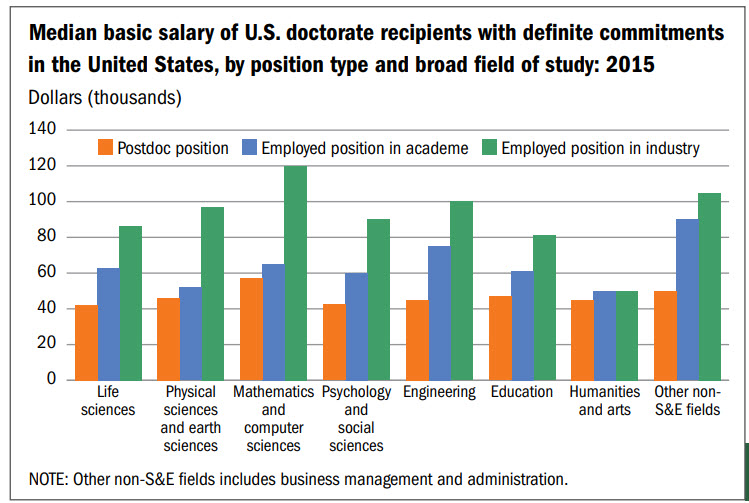 Median basic salary of U.S. doctorate recipients with definite commitments
in the United States, by position type and broad field of study: 2015
Dollars (thousands)
140
Postdoc position
Employed position in academe
Employed position in industry
120
100
80
60
40
20
0
Life
sciences
Physical
sciences
and earth
sciences
Mathematics
and
computer
sciences
Psychology
and
social
sciences
Engineering
Education
Humanities
and arts
Other non-
S&E fields
NOTE: Other non-S&E fields includes business management and administration.